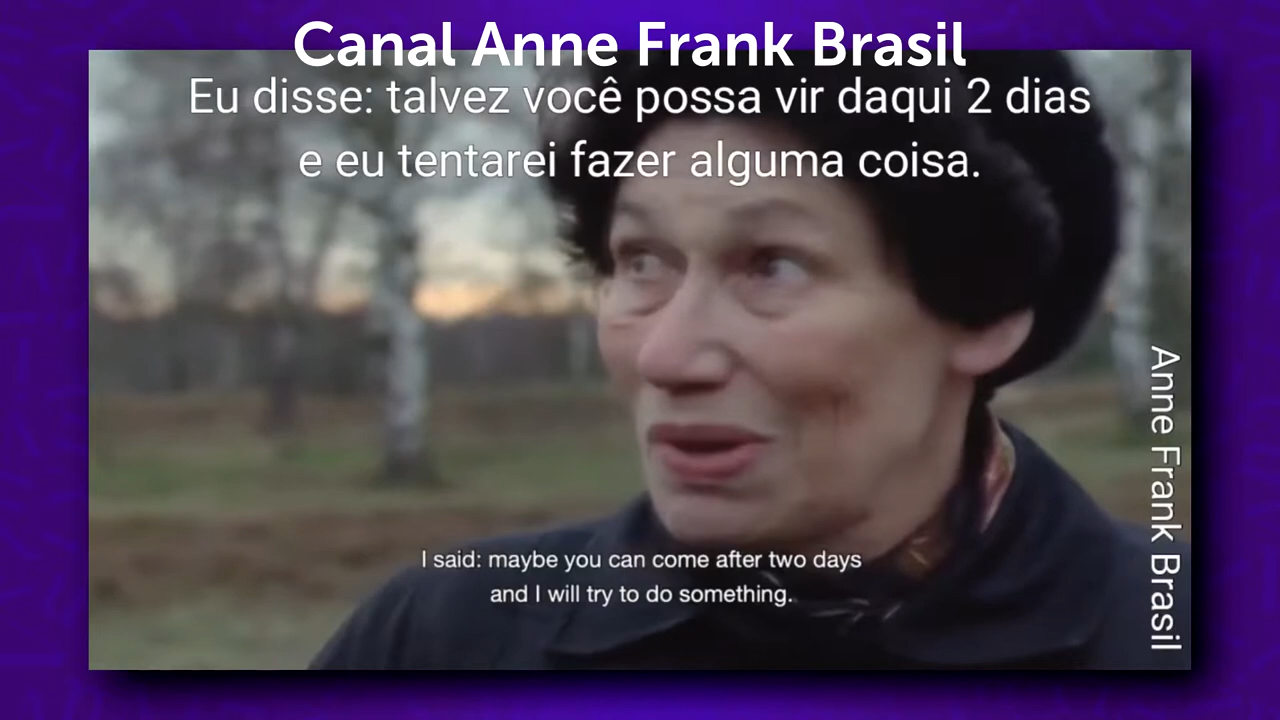 Canal Anne Frank Brasil
Eu disse: talvez você possa vir daqui 2 dias
e eu tentarei fazer alguma coisa.
Anne Frank Brasil
I said: maybe you can come after two days
and I will try to do something.